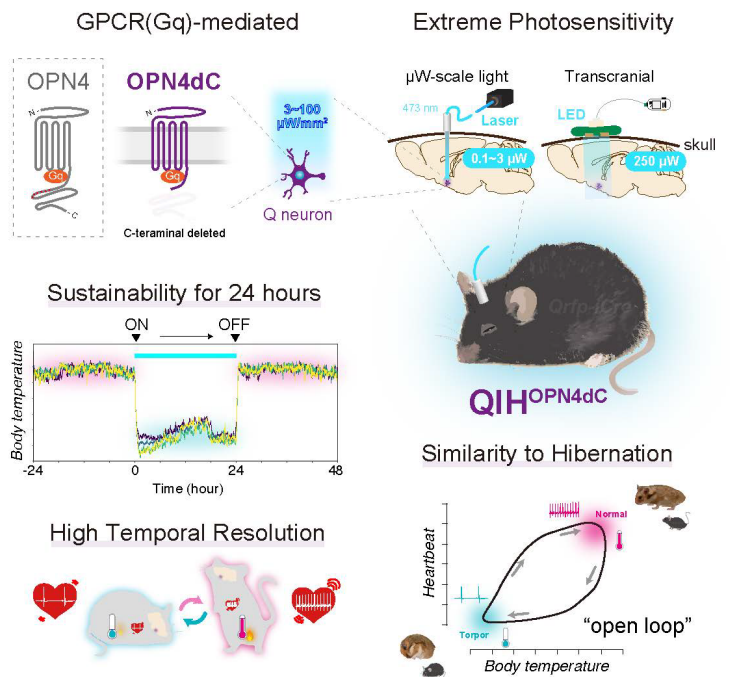 GPCR(Gq)-mediated
OPN4
OPN4dC
N
N
Gq
Gq
C
C-teraminal deleted
3~100
µW/mm²
Q neuron
Extreme Photosensitivity
µW-scale light
473 nm
Laser
0.1~3 µW
Transcranial
LED
skull
250 µW
Qrfp-iCre
QIHOPN4dC
Sustainability for 24 hours
ON
OFF
Body temperature
-24
0
24
48
Time (hour)
High Temporal Resolution
Similarity to Hibernation
Normal
Heartbeat
Torpor
"open loop"
Body temperature